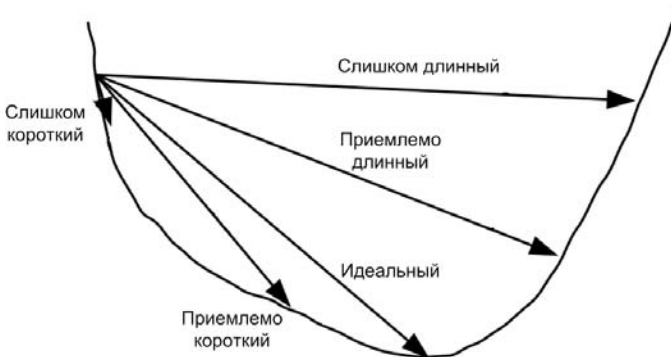 Слишком длинный
Слишком
короткий
Приемлемо
длинный
Идеальный
Приемлемо
короткий